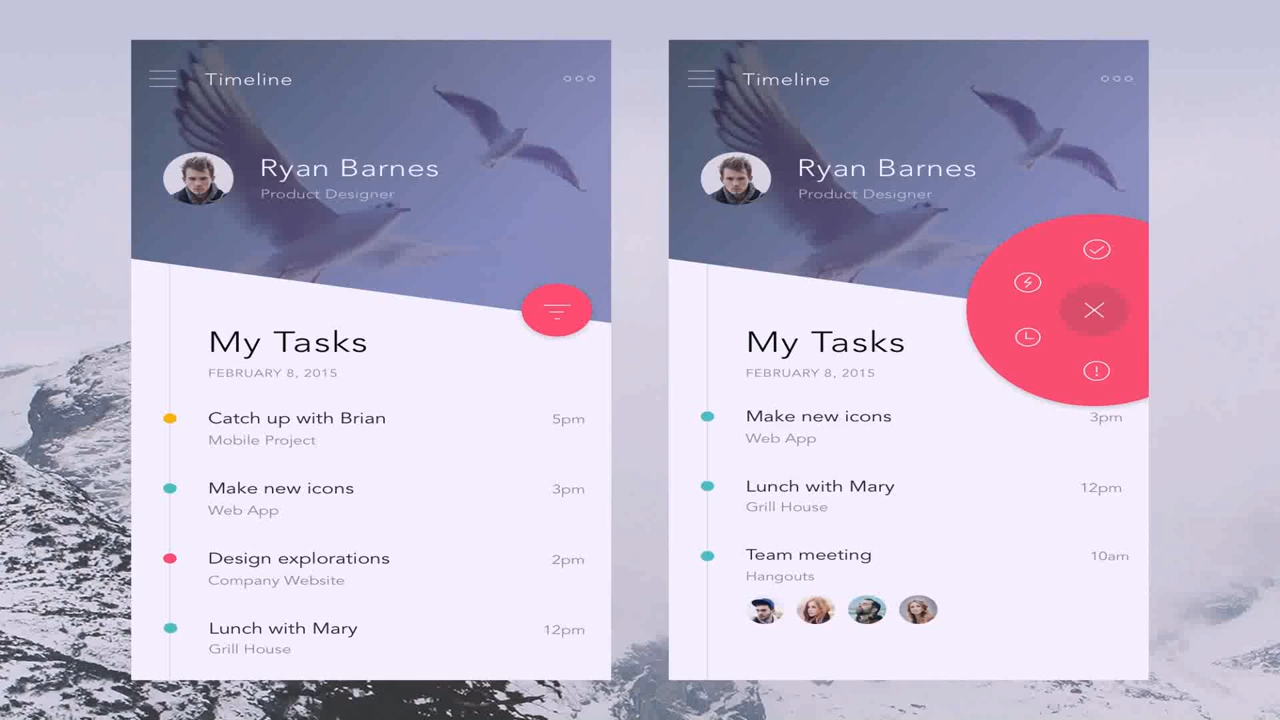 Timeline
Ryan Barnes
Product Designer
My Tasks
FEBRUARY 8, 2015
Catch up with Brian 5pm
Mobile Project
Make new icons 3pm
Web App
Design explorations 2pm
Company Website
Lunch with Mary 12pm
Grill House
Timeline
Ryan Barnes
Product Designer
My Tasks
FEBRUARY 8, 2015
Make new icons 3pm
Web App
Lunch with Mary 12pm
Grill House
Team meeting 10am
Hangouts